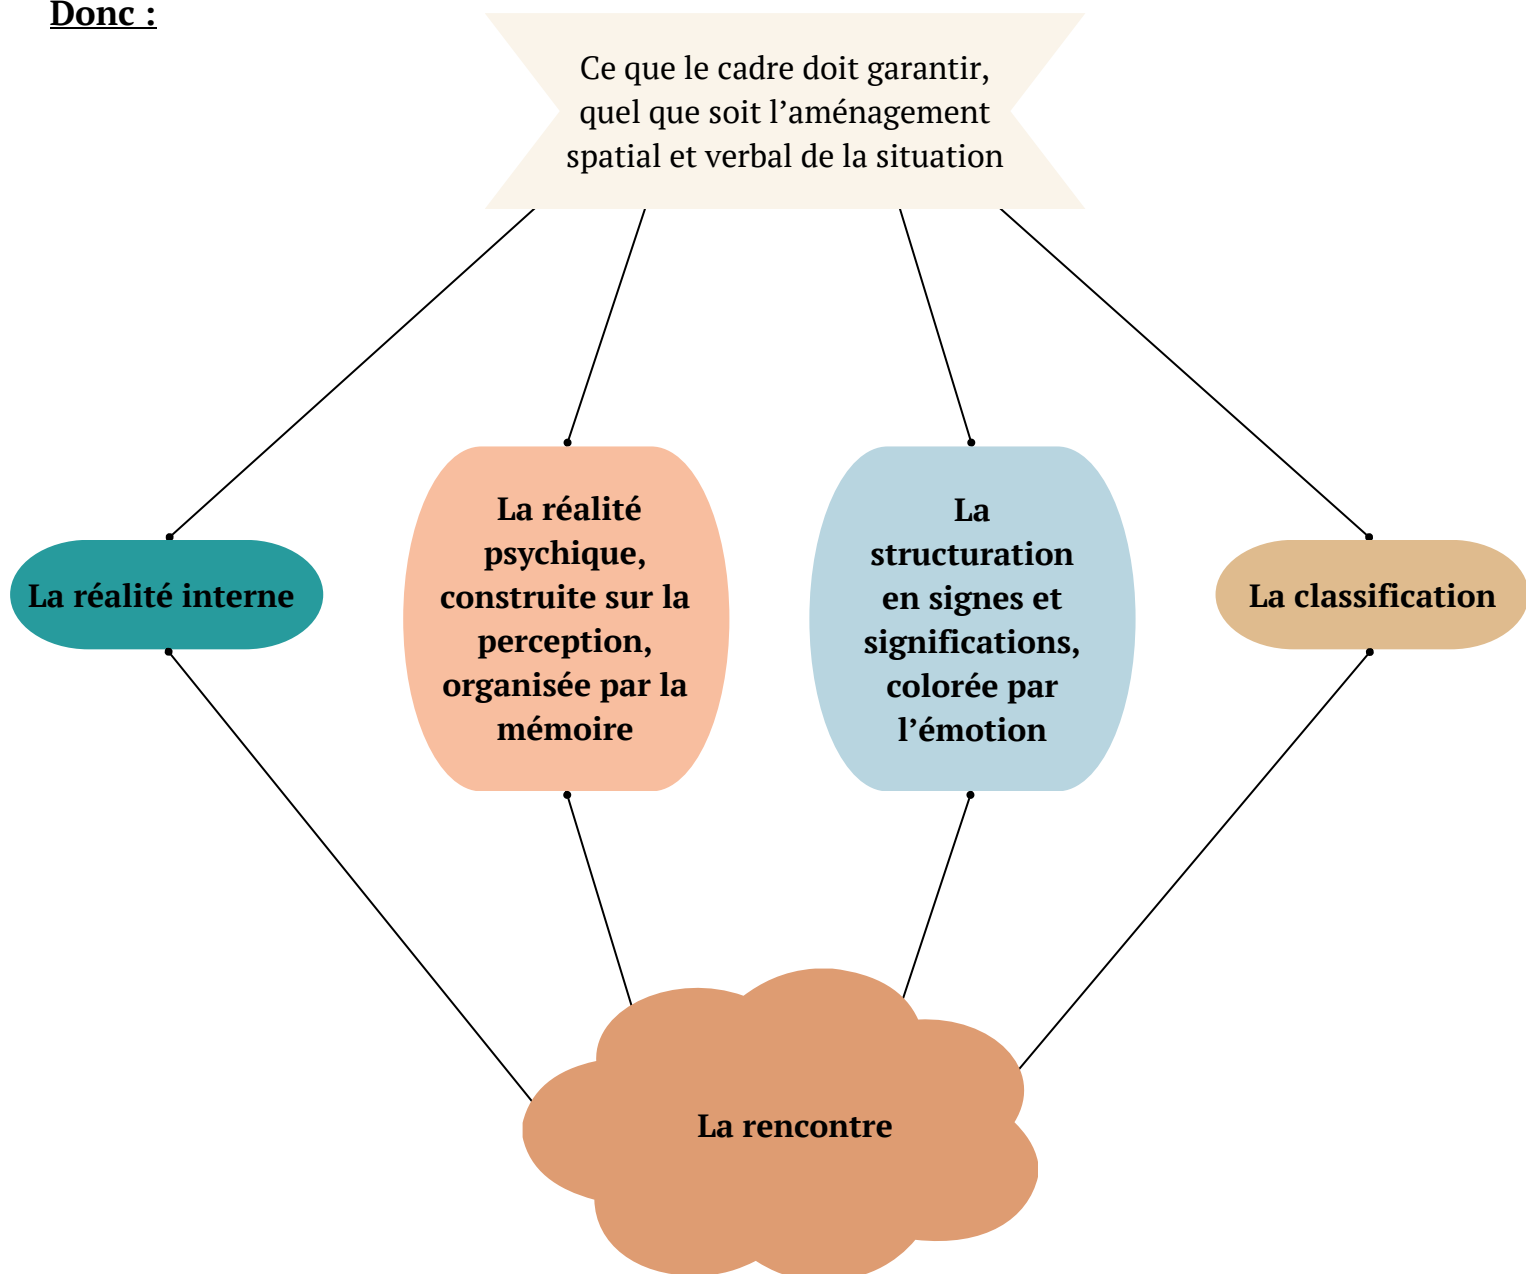 Donc :
Ce que le cadre doit garantir,
quel que soit l’aménagement
spatial et verbal de la situation
La réalité interne
La réalité
psychique,
construite sur la
perception,
organisée par la
mémoire
La
structuration
en signes et
significations,
colorée par
l’émotion
La classification
La rencontre